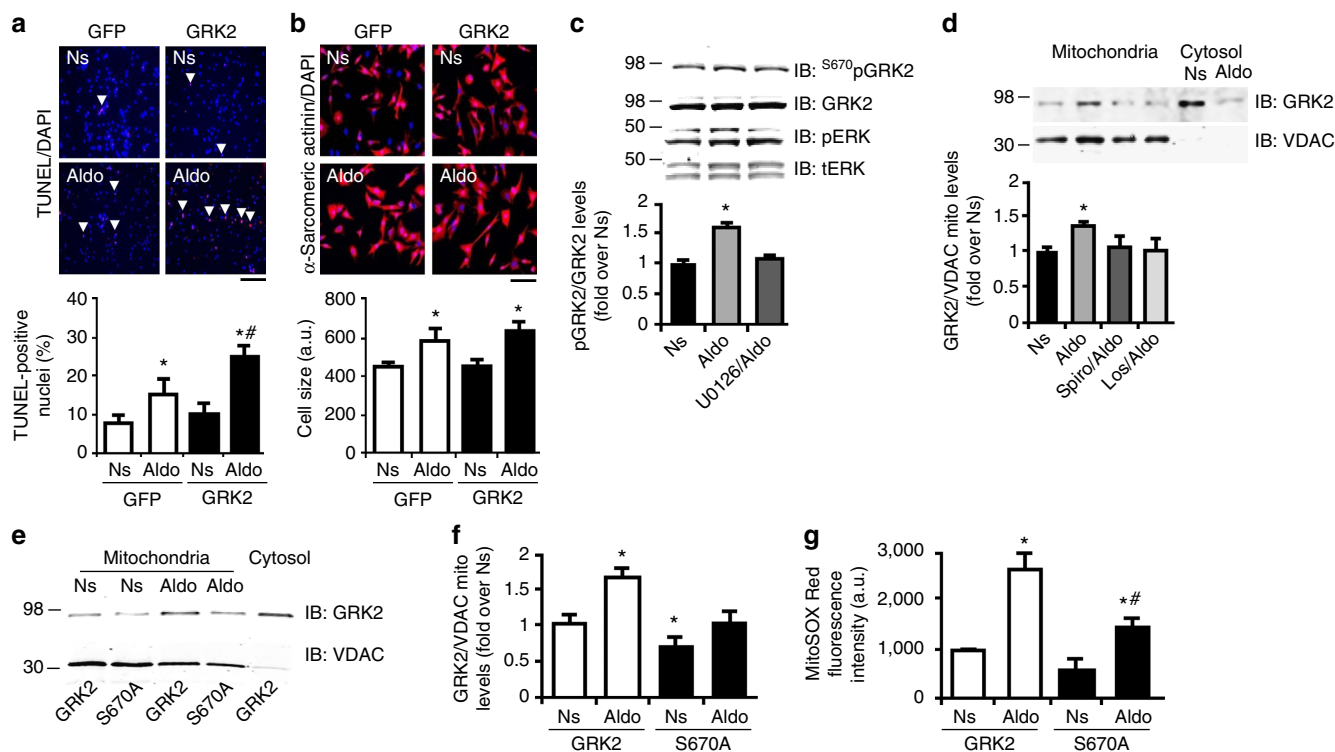 a
GFP
GRK2
TUNEL/DAPI
Ns
Ns
Aldo
Aldo
TUNEL-positive
nuclei (%)
40
30
20
10
0
*
*#
Ns
Aldo
Ns
Aldo
GFP
GRK2
b
GFP
GRK2
α-Sarcomeric actinin/DAPI
Ns
Ns
Aldo
Aldo
Cell size (a.u.)
800
600
400
200
0
*
*
Ns
Aldo
Ns
Aldo
GFP
GRK2
c
98
IB: S670pGRK2
98
IB: GRK2
50
IB: pERK
50
IB: tERK
pGRK2/GRK2 levels
(fold over Ns)
2
1.5
1
0.5
0
*
Ns
Aldo
U0126/Aldo
d
Mitochondria
Cytosol
Ns
Aldo
98
IB: GRK2
30
IB: VDAC
GRK2/VDAC mito levels
(fold over Ns)
2
1.5
1
0.5
0
*
Ns
Aldo
Spiro/Aldo
Los/Aldo
e
Mitochondria
Cytosol
Ns
Ns
Aldo
Aldo
98
IB: GRK2
30
IB: VDAC
GRK2
S670A
GRK2
S670A
GRK2
f
GRK2/VDAC mito
levels (fold over Ns)
2
1.5
1
0.5
0
*
*
Ns
Aldo
Ns
Aldo
GRK2
S670A
g
MitoSOX Red
fluorescence
intensity (a.u.)
3,000
2,000
1,000
0
*
*#
Ns
Aldo
Ns
Aldo
GRK2
S670A